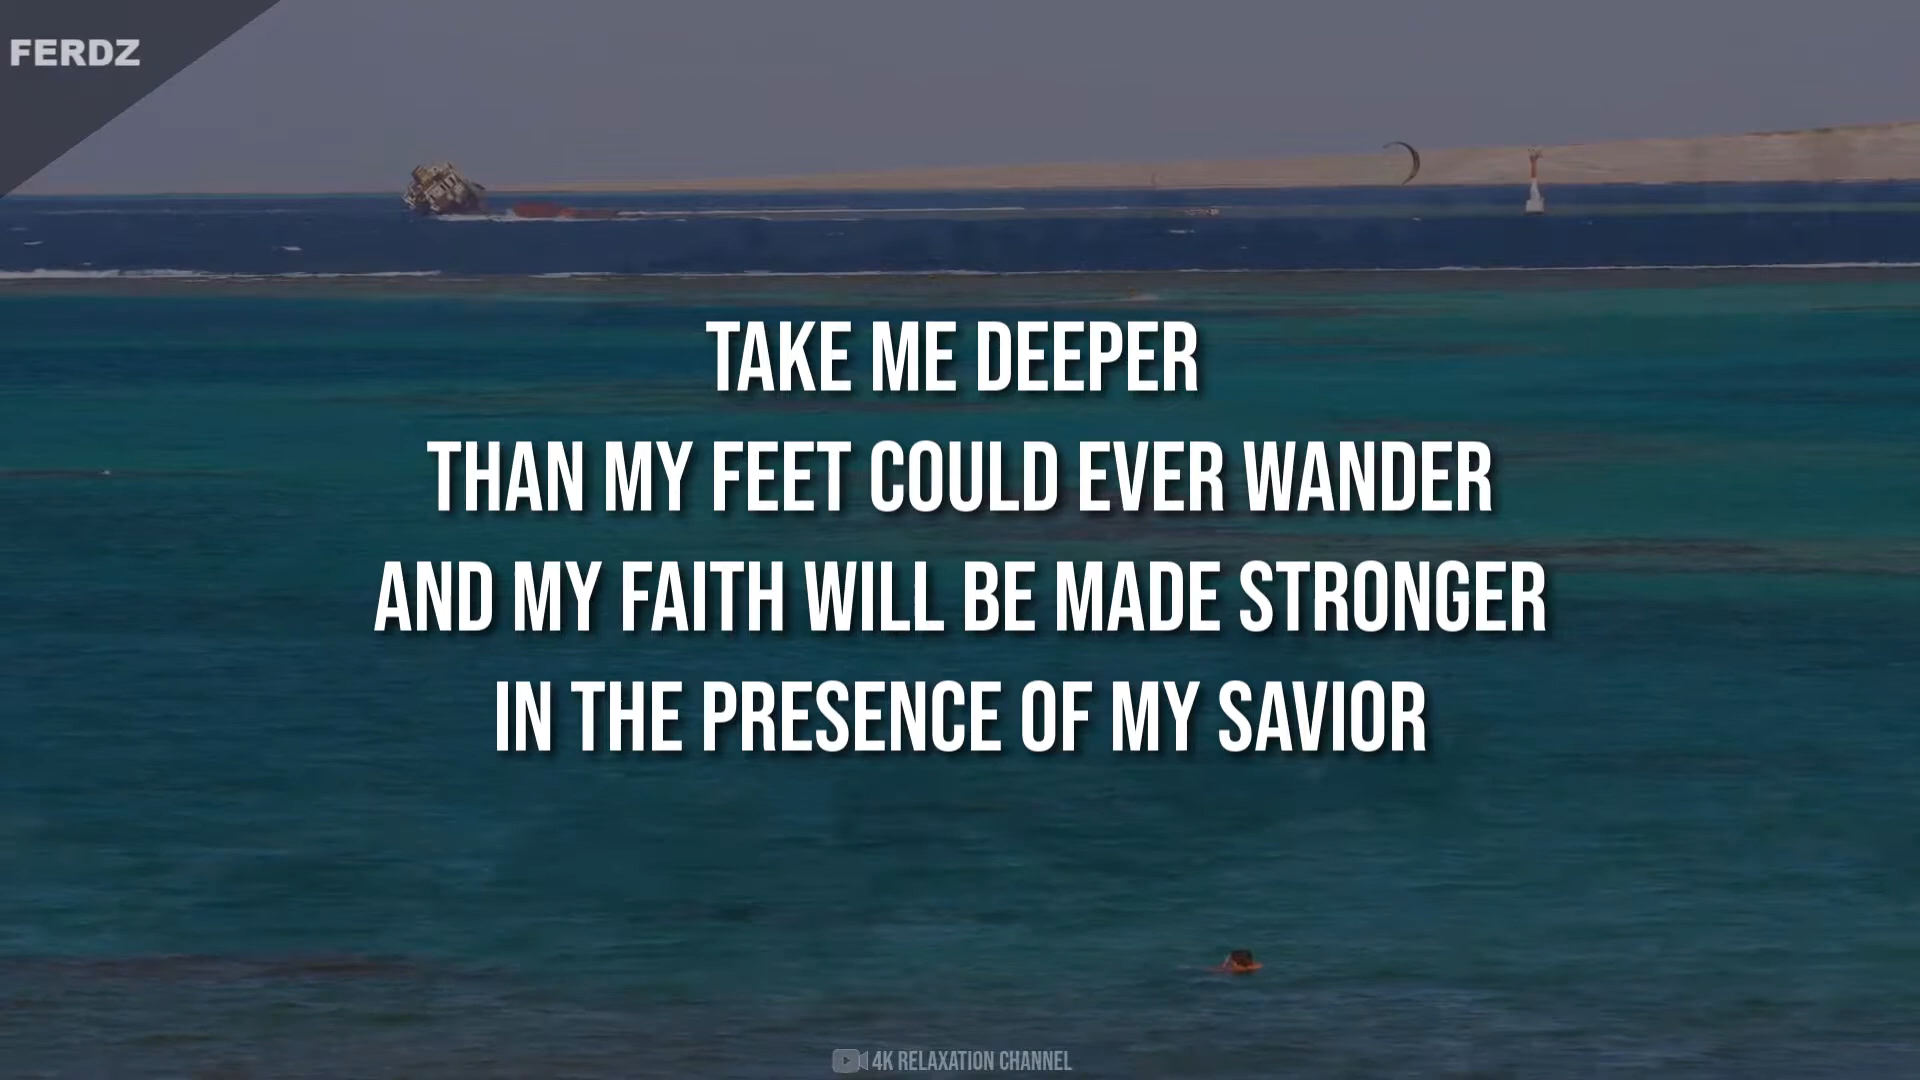 FERDZ
TAKE ME DEEPER
THAN MY FEET COULD EVER WANDER
AND MY FAITH WILL BE MADE STRONGER
IN THE PRESENCE OF MY SAVIOR
4K RELAXATION CHANNEL